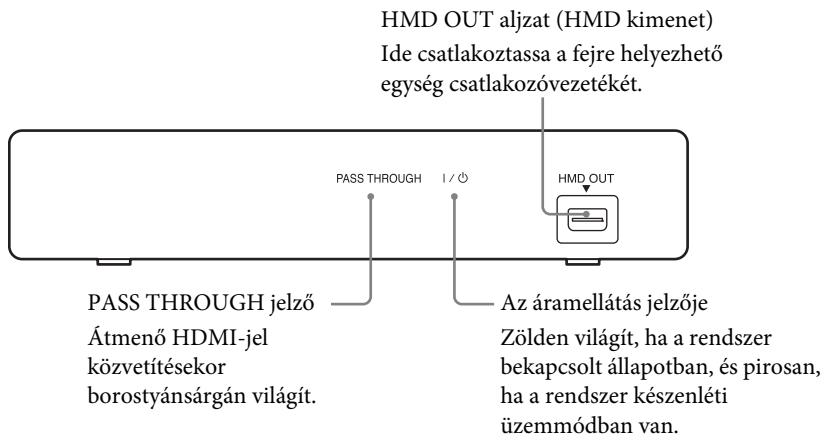 HMD OUT aljzat (HMD kimenet)
Ide csatlakoztassa a fejre helyezhető
egység csatlakozóvezetékét.
PASS THROUGH
I / ⏻
HMD OUT
PASS THROUGH jelző
Átmenő HDMI-jel
közvetítésekor
borostyánsárgán világít.
Az áramellátás jelzője
Zölden világít, ha a rendszer
bekapcsolt állapotban, és pirosan,
ha a rendszer készenléti
üzemmódban van.